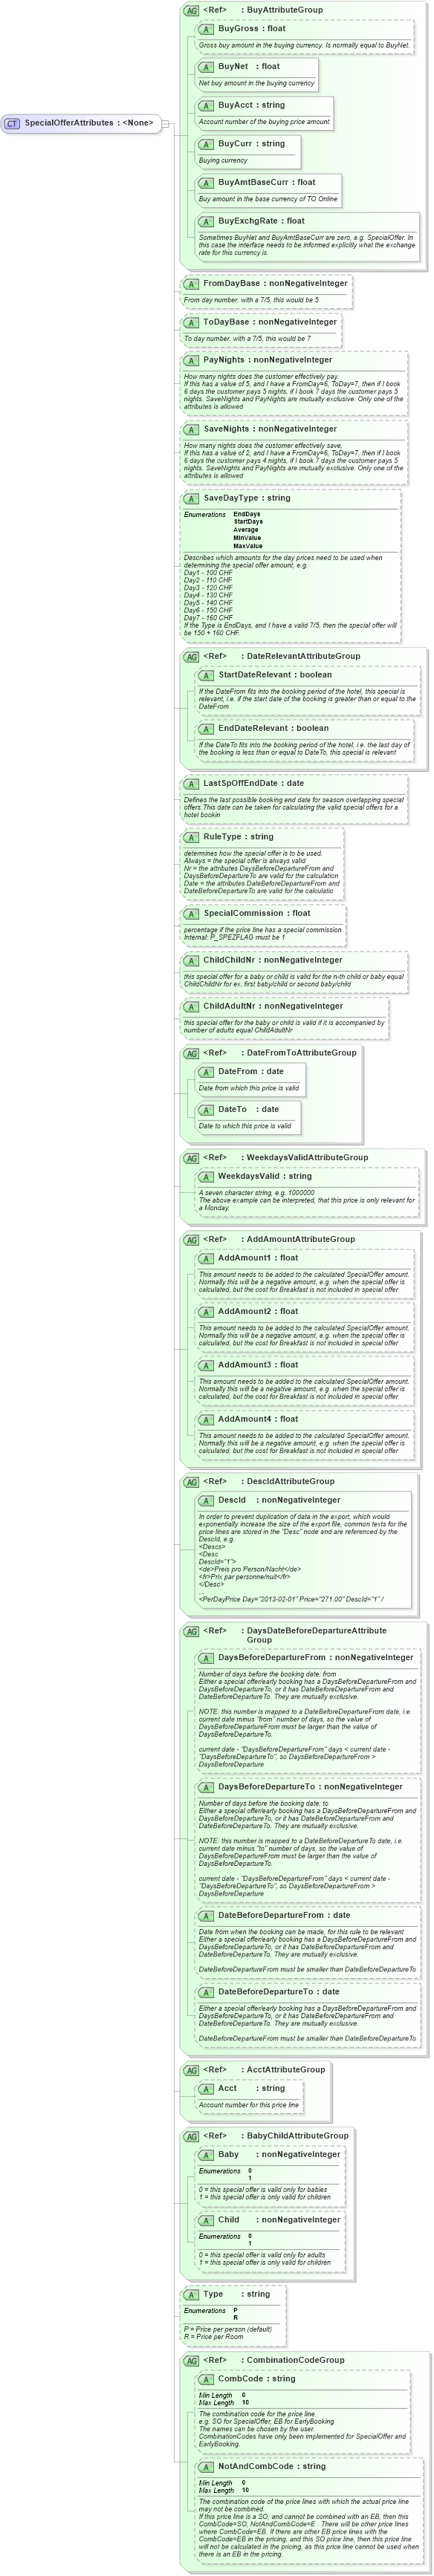 AG <Ref> : BuyAttributeGroup
A BuyGross : float
Gross buy amount in the buying currency. Is normally equal to BuyNet.
A BuyNet : float
Net buy amount in the buying currency
A BuyAcct : string
Account number of the buying price amount
CT SpecialOfferAttributes : <None>
A BuyCurr : string
Buying currency
A BuyAmtBaseCurr : float
Buy amount in the base currency of TO Online
A BuyExchgRate : float
Sometimes BuyNet and BuyAmtBaseCurr are zero, e.g. SpecialOffer. In
this case the interface needs to be informed explicitly what the exchange
rate for this currency is.
A FromDayBase : nonNegativeInteger
From day number. with a 7/5, this would be 5
A ToDayBase : nonNegativeInteger
To day number. with a 7/5, this would be 7
A PayNights : nonNegativeInteger
How many nights does the customer effectively pay.
If this has a value of 5, and I have a FromDay=6, ToDay=7, then if I book
6 days the customer pays 5 nights, if I book 7 days the customer pays 5
nights. SaveNights and PayNights are mutually exclusive. Only one of the
attributes is allowed
A SaveNights : nonNegativeInteger
How many nights does the customer effectively save,
If this has a value of 2, and I have a FromDay=6, ToDay=7, then if I book
6 days the customer pays 4 nights, if I book 7 days the customer pays 5
nights. SaveNights and PayNights are mutually exclusive. Only one of the
attributes is allowed
A SaveDayType : string
Enumerations EndDays
StartDays
Average
MinValue
MaxValue
Describes which amounts for the day prices need to be used when
determining the special offer amount, e.g.
Day1 - 100 CHF
Day2 - 110 CHF
Day3 - 120 CHF
Day4 - 130 CHF
Day5 - 140 CHF
Day6 - 150 CHF
Day7 - 160 CHF
If the Type is EndDays, and I have a valid 7/5, then the special offer will
be 150 + 160 CHF.
AG <Ref> : DateRelevantAttributeGroup
A StartDateRelevant : boolean
If the DateFrom fits into the booking period of the hotel, this special is
relevant, i.e. if the start date of the booking is greater than or equal to the
DateFrom
A EndDateRelevant : boolean
If the DateTo fits into the booking period of the hotel, i.e. the last day of
the booking is less than or equal to DateTo, this special is relevant
A LastSpOffEndDate : date
Defines the last possible booking end date for season overlapping special
offers.This date can be taken for calculating the valid special offers for a
hotel bookin
A RuleType : string
determines how the special offer is to be used.
Always = the special offer is always valid
Nr = the attributes DaysBeforeDepartureFrom and
DaysBeforeDepartureTo are valid for the calculation
Date = the attributes DateBeforeDepartureFrom and
DateBeforeDepartureTo are valid for the calculatio
A SpecialCommission : float
percentage if the price line has a special commission
Internal: P_SPEZFLAG must be 1
A ChildChildNr : nonNegativeInteger
this special offer for a baby or child is valid for the n-th child or baby equal
ChildChildNr for ex. first baby/child or second baby/child
A ChildAdultNr : nonNegativeInteger
this special offer for the baby or child is valid if it is accompanied by
number of adults equal ChildAdultNr
AG <Ref> : DateFromToAttributeGroup
A DateFrom : date
Date from which this price is valid
A DateTo : date
Date to which this price is valid
AG <Ref> : WeekdaysValidAttributeGroup
A WeekdaysValid : string
A seven character string, e.g. 1000000
The above example can be interpreted, that this price is only relevant for
a Monday.
AG <Ref> : AddAmountAttributeGroup
A AddAmount1 : float
This amount needs to be added to the calculated SpecialOffer amount.
Normally this will be a negative amount, e.g. when the special offer is
calculated, but the cost for Breakfast is not included in special offer
A AddAmount2 : float
This amount needs to be added to the calculated SpecialOffer amount.
Normally this will be a negative amount, e.g. when the special offer is
calculated, but the cost for Breakfast is not included in special offer
A AddAmount3 : float
This amount needs to be added to the calculated SpecialOffer amount.
Normally this will be a negative amount, e.g. when the special offer is
calculated, but the cost for Breakfast is not included in special offer
A AddAmount4 : float
This amount needs to be added to the calculated SpecialOffer amount.
Normally this will be a negative amount, e.g. when the special offer is
calculated, but the cost for Breakfast is not included in special offer
AG <Ref> : DescIdAttributeGroup
A DescId : nonNegativeInteger
In order to prevent duplication of data in the export, which would
exponentially increase the size of the export file, common texts for the
price lines are stored in the "Desc" node and are referenced by the
DescId, e.g.
<Descs>
<Desc
DescId="1">
<de>Preis pro Person/Nacht</de>
<fr>Prix par personne/nuit</fr>
</Desc>
...
<PerDayPrice Day="2013-02-01" Price="271.00" DescId="1" /
AG <Ref> : DaysDateBeforeDepartureAttribute
Group
A DaysBeforeDepartureFrom : nonNegativeInteger
Number of days before the booking date: from
Either a special offer/early booking has a DaysBeforeDepartureFrom and
DaysBeforeDepartureTo, or it has DateBeforeDepartureFrom and
DateBeforeDepartureTo. They are mutually exclusive.
NOTE: this number is mapped to a DateBeforeDepartureFrom date, i.e.
current date minus "from" number of days, so the value of
DaysBeforeDepartureFrom must be larger than the value of
DaysBeforeDepartureTo.
current date - "DaysBeforeDepartureFrom" days < current date -
"DaysBeforeDepartureTo"; so DaysBeforeDepartureFrom >
DaysBeforeDeparture
A DaysBeforeDepartureTo : nonNegativeInteger
Number of days before the booking date: to
Either a special offer/early booking has a DaysBeforeDepartureFrom and
DaysBeforeDepartureTo, or it has DateBeforeDepartureFrom and
DateBeforeDepartureTo. They are mutually exclusive.
NOTE: this number is mapped to a DateBeforeDepartureTo date, i.e.
current date minus "to" number of days, so the value of
DaysBeforeDepartureFrom must be larger than the value of
DaysBeforeDepartureTo.
current date - "DaysBeforeDepartureFrom" days < current date -
"DaysBeforeDepartureTo"; so DaysBeforeDepartureFrom >
DaysBeforeDeparture
A DateBeforeDepartureFrom : date
Date from when the booking can be made, for this rule to be relevant
Either a special offer/early booking has a DaysBeforeDepartureFrom and
DaysBeforeDepartureTo, or it has DateBeforeDepartureFrom and
DateBeforeDepartureTo. They are mutually exclusive.
DateBeforeDepartureFrom must be smaller than DateBeforeDepartureTo
A DateBeforeDepartureTo : date
Either a special offer/early booking has a DaysBeforeDepartureFrom and
DaysBeforeDepartureTo, or it has DateBeforeDepartureFrom and
DateBeforeDepartureTo. They are mutually exclusive.
DateBeforeDepartureFrom must be smaller than DateBeforeDepartureTo
AG <Ref> : AcctAttributeGroup
A Acct : string
Account number for this price line
AG <Ref> : BabyChildAttributeGroup
A Baby : nonNegativeInteger
Enumerations 0
1
0 = this special offer is valid only for babies
1 = this special offer is only valid for children
A Child : nonNegativeInteger
Enumerations 0
1
0 = this special offer is valid only for adults
1 = this special offer is only valid for children
A Type : string
Enumerations P
R
P = Price per person (default)
R = Price per Room
AG <Ref> : CombinationCodeGroup
A CombCode : string
Min Length 0
Max Length 10
The combination code for the price line
e.g. SO for SpecialOffer, EB for EarlyBooking
The names can be chosen by the user.
CombinationCodes have only been implemented for SpecialOffer and
EarlyBooking.
A NotAndCombCode : string
Min Length 0
Max Length 10
The combination code of the price lines with which the actual price line
may not be combined.
If this price line is a SO, and cannot be combined with an EB, then this
CombCode=SO, NotAndCombCode=E . There will be other price lines
where CombCode=EB. If there are other EB price lines with the
CombCode=EB in the pricing, and this SO price line, then this price line
will not be calculated in the pricing, as this price line cannot be used when
there is an EB in the pricing.